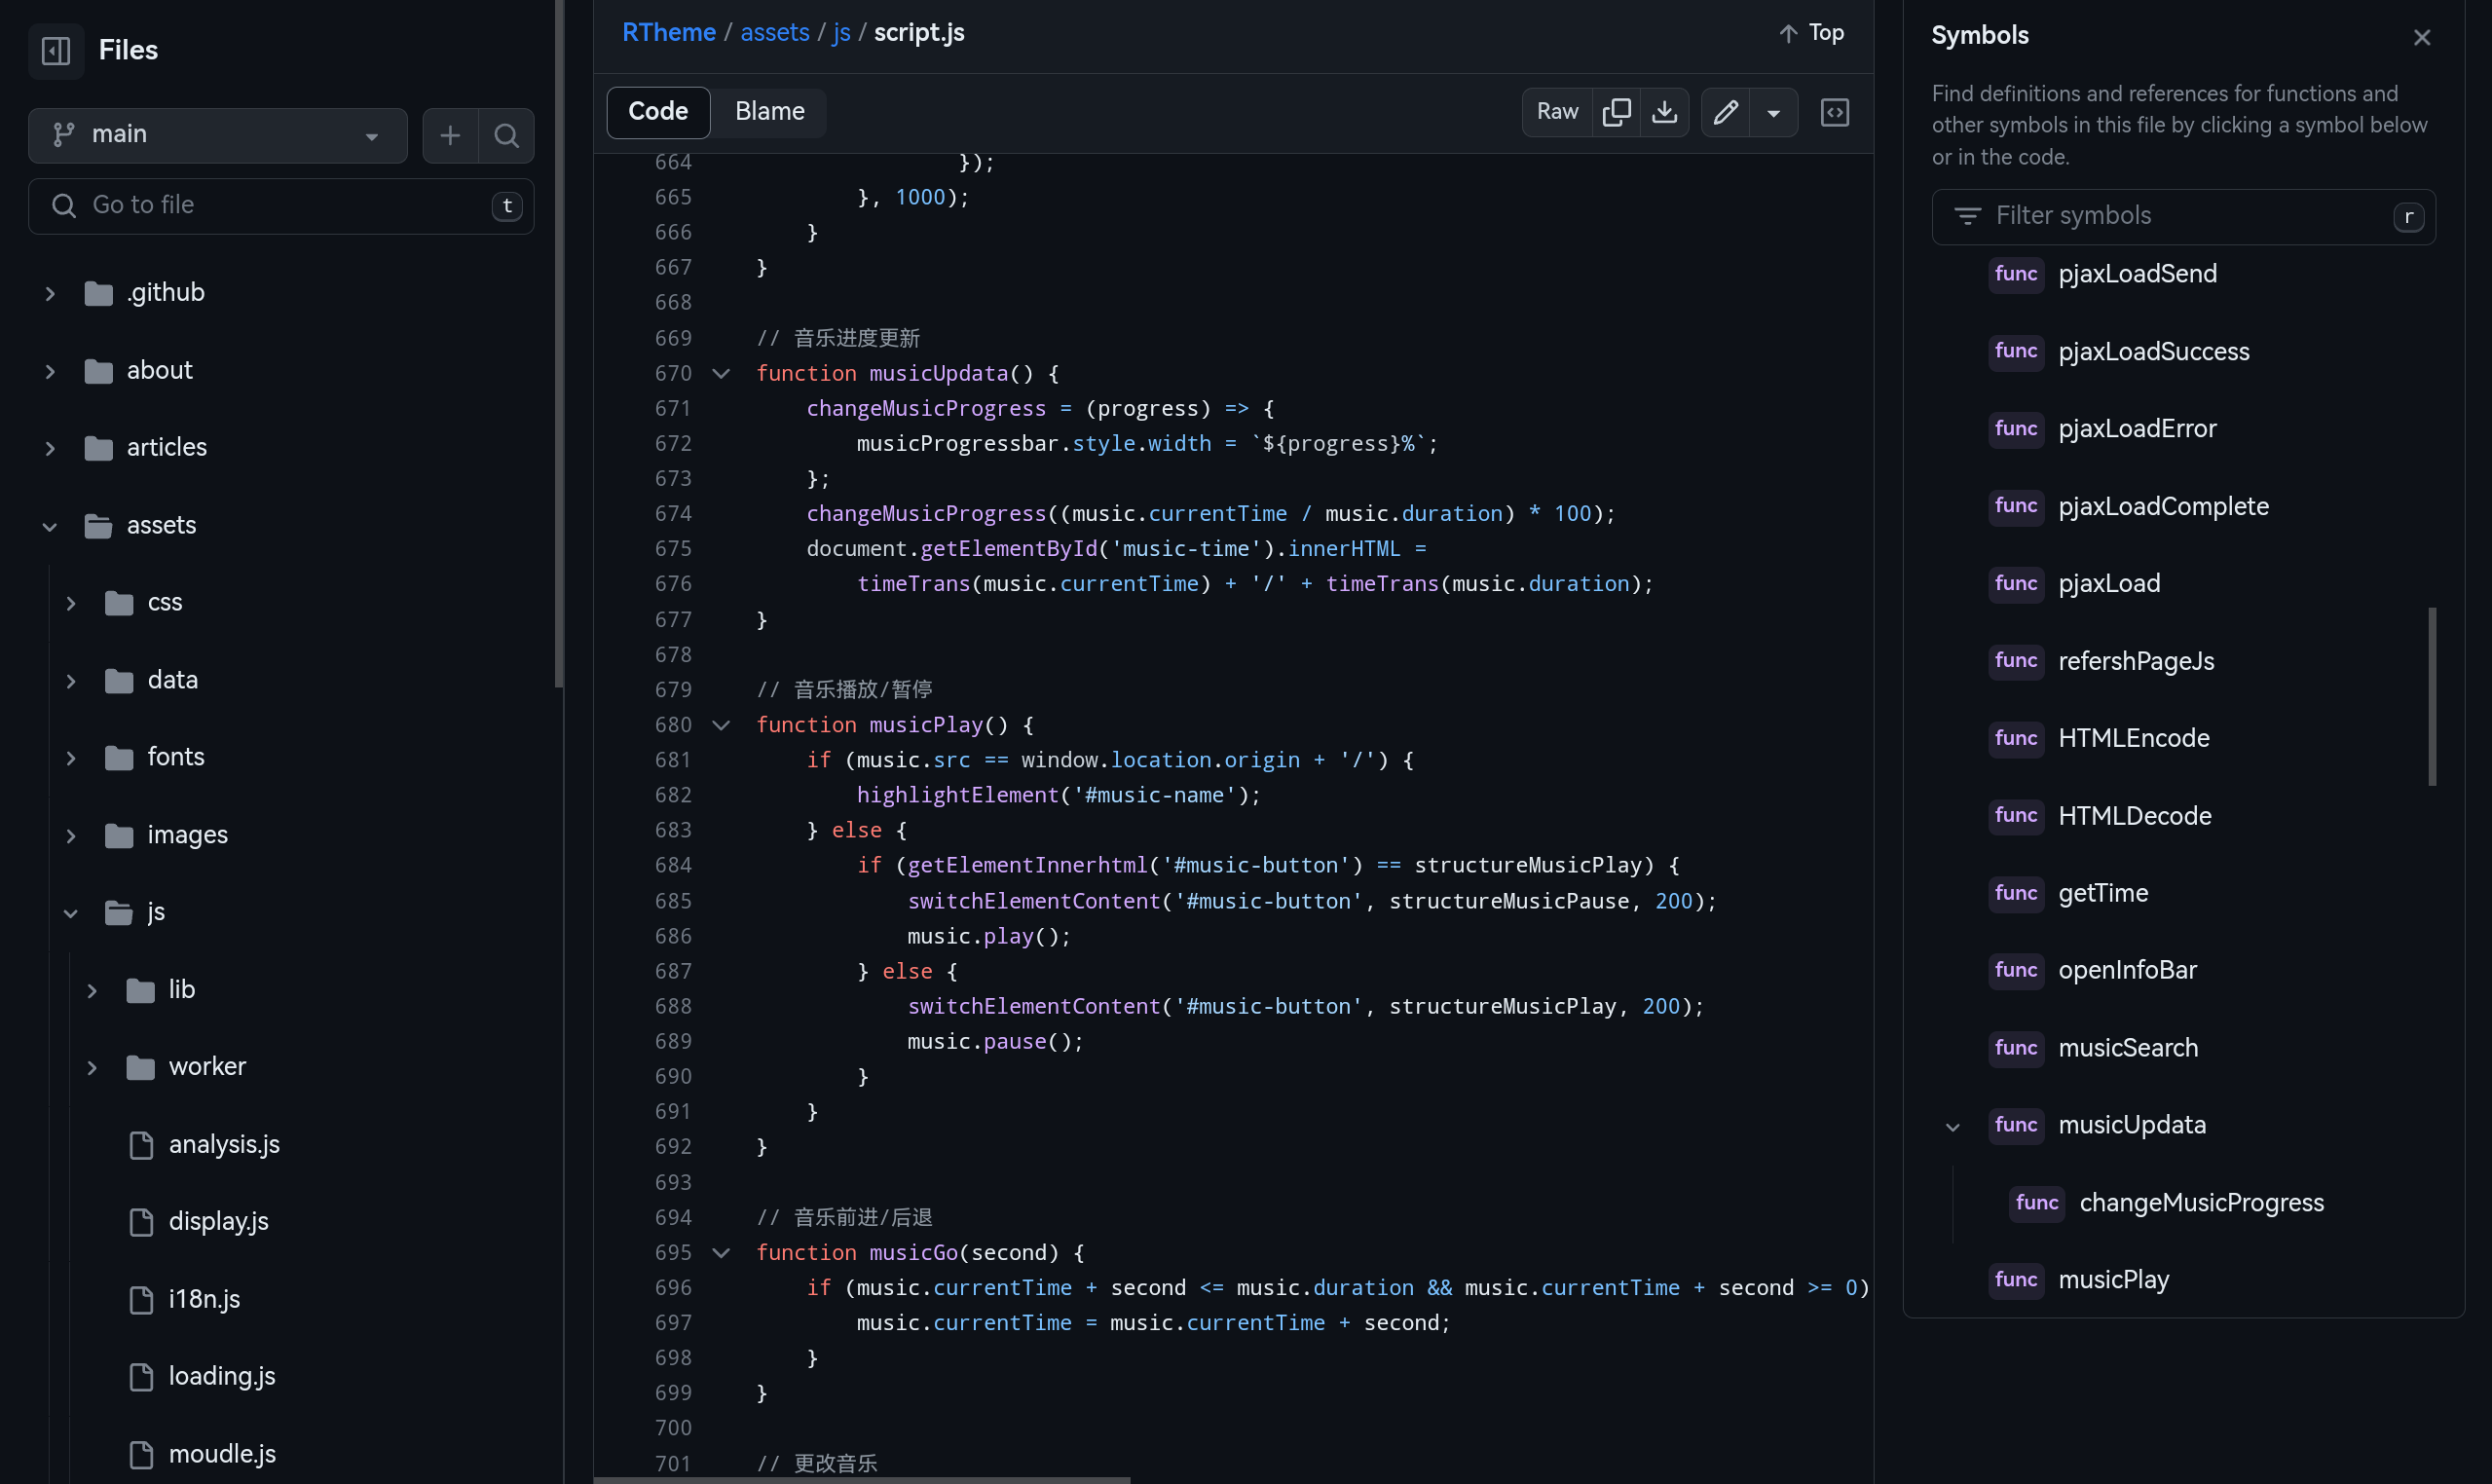 Files
main
Go to file
t
.github
about
articles
assets
css
data
fonts
images
js
lib
worker
analysis.js
display.js
i18n.js
loading.js
moudle.js
RTheme / assets / js / script.js
Top
Code
Blame
Raw
664 });
665 }, 1000);
666 }
667 }
668
669 // 音乐进度更新
670 function musicUpdata() {
671 changeMusicProgress = (progress) => {
672 musicProgressbar.style.width = `${progress}%`;
673 };
674 changeMusicProgress((music.currentTime / music.duration) * 100);
675 document.getElementById('music-time').innerHTML =
676 timeTrans(music.currentTime) + '/' + timeTrans(music.duration);
677 }
678
679 // 音乐播放/暂停
680 function musicPlay() {
681 if (music.src == window.location.origin + '/') {
682 highlightElement('#music-name');
683 } else {
684 if (getElementInnerhtml('#music-button') == structureMusicPlay) {
685 switchElementContent('#music-button', structureMusicPause, 200);
686 music.play();
687 } else {
688 switchElementContent('#music-button', structureMusicPlay, 200);
689 music.pause();
690 }
691 }
692 }
693
694 // 音乐前进/后退
695 function musicGo(second) {
696 if (music.currentTime + second <= music.duration && music.currentTime + second >= 0)
697 music.currentTime = music.currentTime + second;
698 }
699 }
700
701 // 更改音乐
Symbols
Find definitions and references for functions and
other symbols in this file by clicking a symbol below
or in the code.
Filter symbols
r
func pjaxLoadSend
func pjaxLoadSuccess
func pjaxLoadError
func pjaxLoadComplete
func pjaxLoad
func refershPageJs
func HTMLEncode
func HTMLDecode
func getTime
func openInfoBar
func musicSearch
func musicUpdata
func changeMusicProgress
func musicPlay